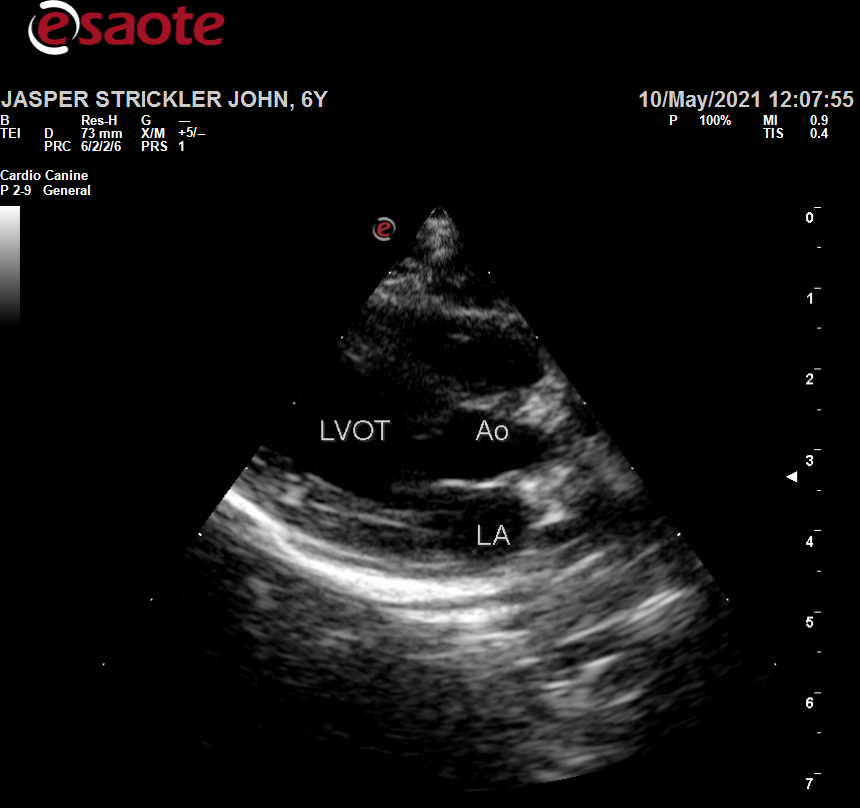 esaote
JASPER STRICKLER JOHN, 6Y 10/May/2021 12:07:55
B Res-H G --- P 100% MI 0.9
TEI D 73 mm X/M +5/-- TIS 0.4
PRC 6/2/2/6 PRS 1
Cardio Canine
P 2-9 General
e
0
1
2
LVOT Ao
3
LA
4
5
6
7